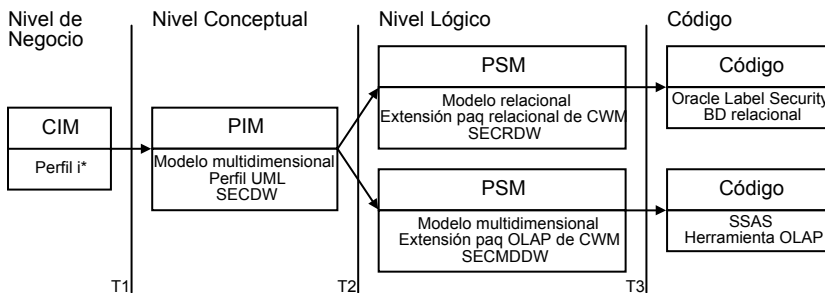 Nivel de
Negocio
Nivel Conceptual
Nivel Lógico
Código
CIM
Perfil i*
PIM
Modelo multidimensional
Perfil UML
SECDW
PSM
Modelo relacional
Extensión paq relacional de CWM
SECRDW
Código
Oracle Label Security
BD relacional
PSM
Modelo multidimensional
Extensión paq OLAP de CWM
SECMDDW
Código
SSAS
Herramienta OLAP
T1
T2
T3